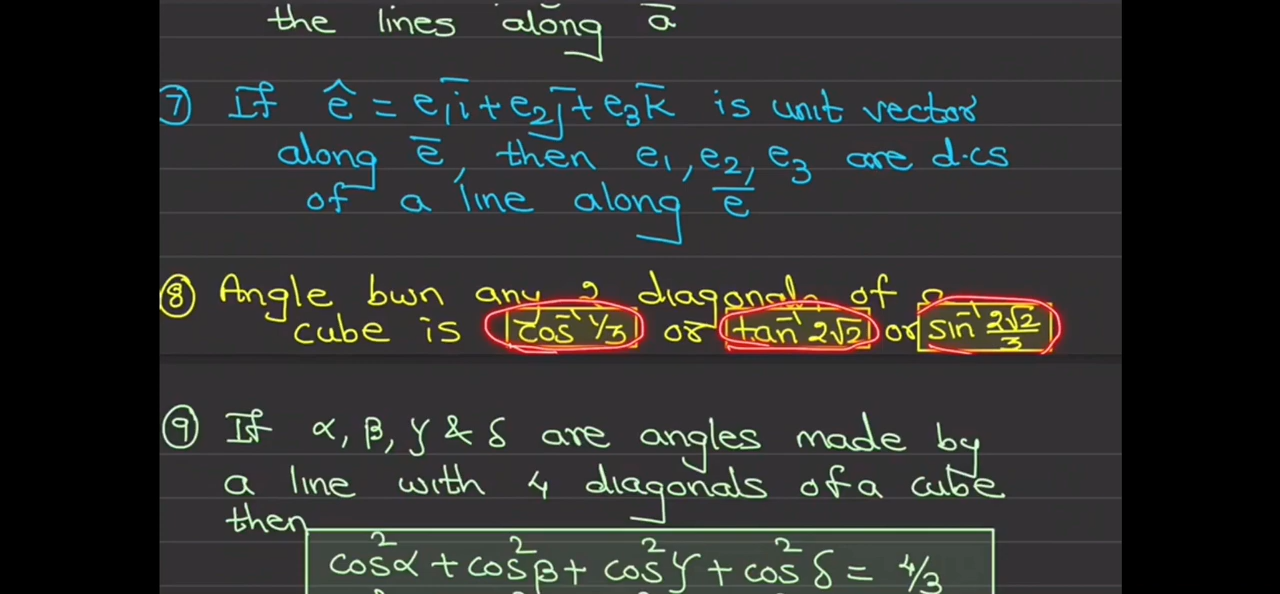 the lines along a̅
⑦ If ê = e₁i̅ + e₂j̅ + e₃k̅ is unit vector
along e̅, then e₁, e₂, e₃ are d.cs
of a line along e̅
⑧ Angle bwn any 2 diagonals of a
cube is cos⁻¹ 1/3 or tan⁻¹ 2√2 or sin⁻¹ 2√2/3
⑨ If α, β, γ & δ are angles made by
a line with 4 diagonals of a cube
then
cos²α + cos²β + cos²γ + cos²δ = 4/3